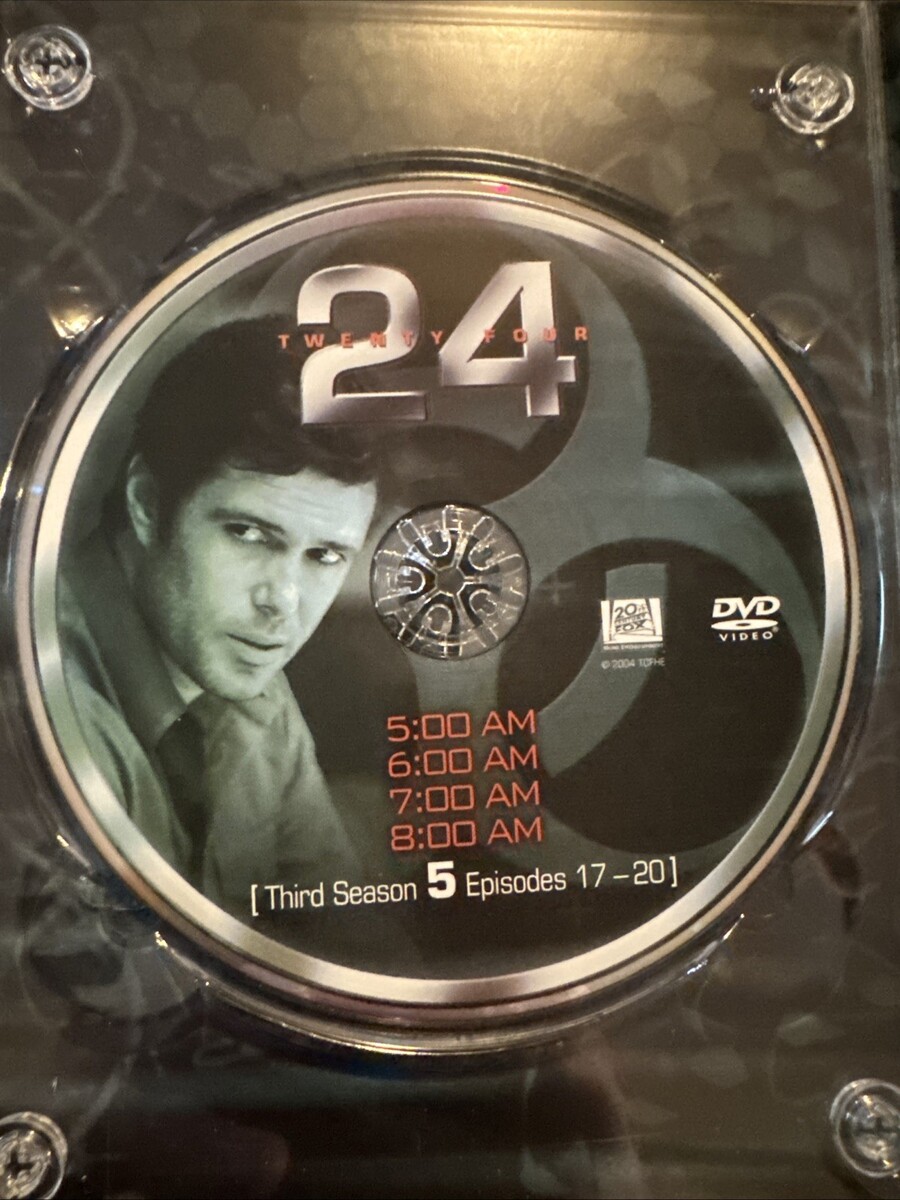 24
TWENTY FOUR
20th
CENTURY
FOX
© 2004 TCFHE
DVD
VIDEO
5:00 AM
6:00 AM
7:00 AM
8:00 AM
[ Third Season 5 Episodes 17–20 ]